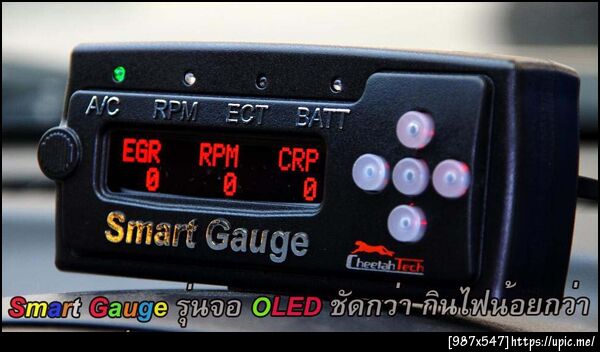 A/C RPM ECT BATT
EGR RPM CRP
0 0 0
Smart Gauge
CheetahTech
Smart Gauge รุ่นจอ OLED ชัดกว่า กินไฟน้อยกว่า
[987x547]https://upic.me/